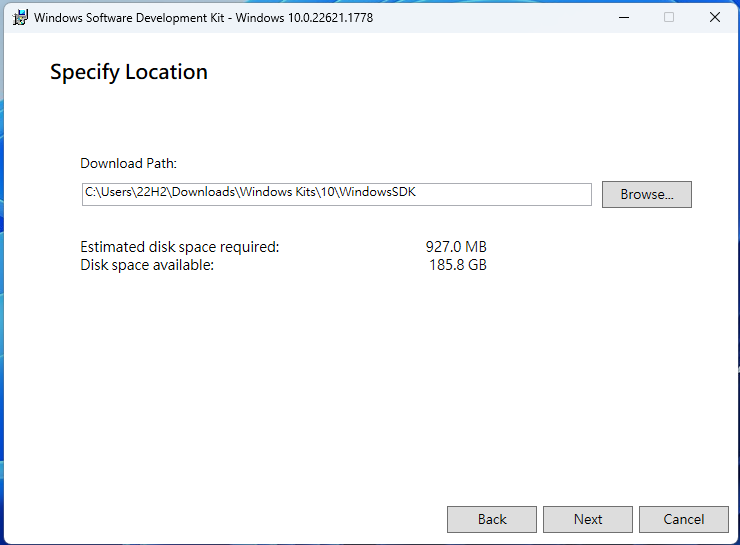 Windows Software Development Kit - Windows 10.0.22621.1778
Specify Location
Download Path:
C:\Users\22H2\Downloads\Windows Kits\10\WindowsSDK
Browse...
Estimated disk space required: 927.0 MB
Disk space available: 185.8 GB
Back Next Cancel